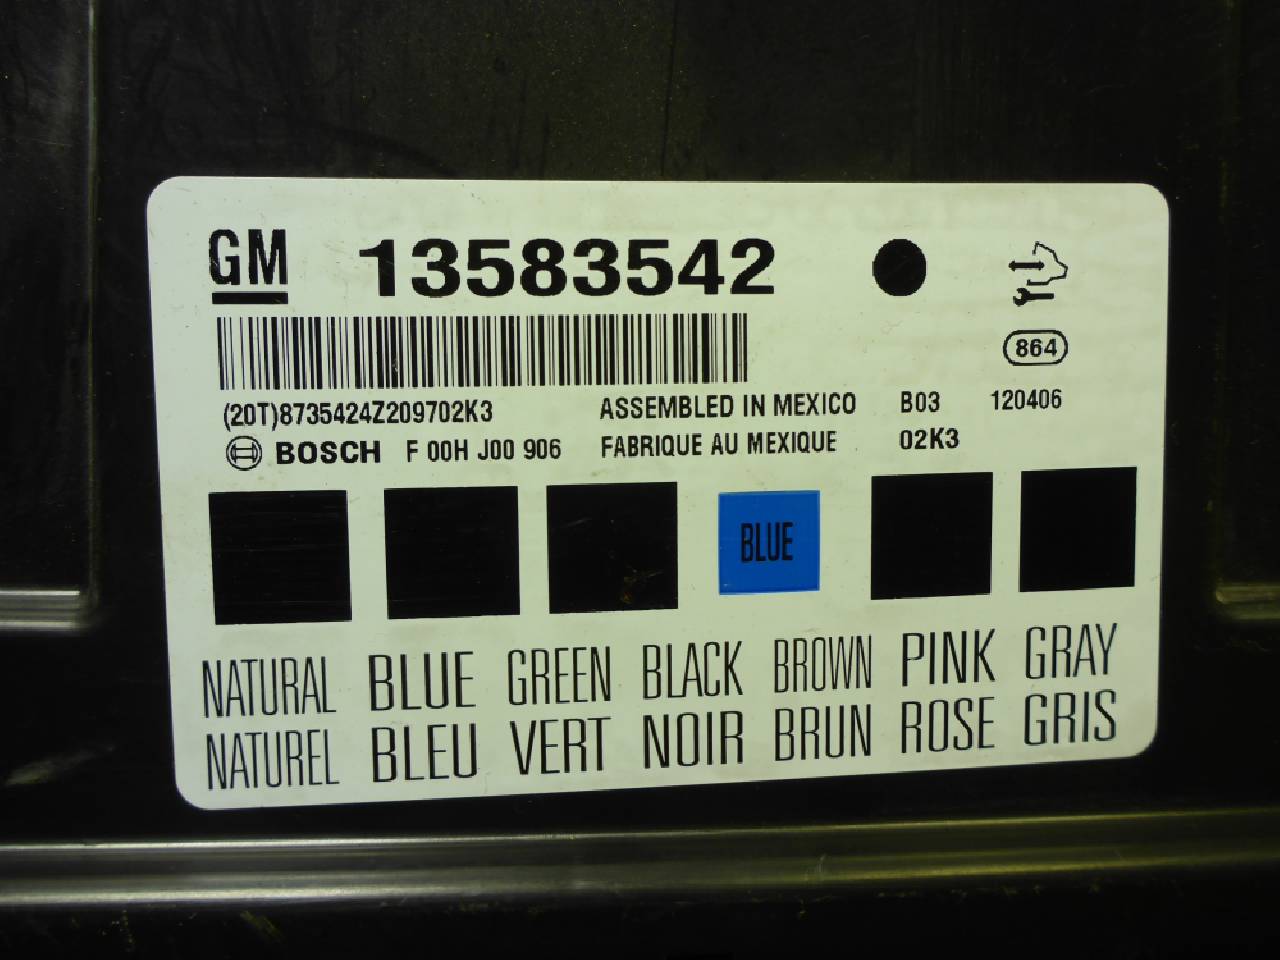 GM 13583542
864
(20T)8735424Z209702K3 ASSEMBLED IN MEXICO B03 120406
BOSCH F 00H J00 906 FABRIQUE AU MEXIQUE 02K3
BLUE
NATURAL BLUE GREEN BLACK BROWN PINK GRAY
NATUREL BLEU VERT NOIR BRUN ROSE GRIS